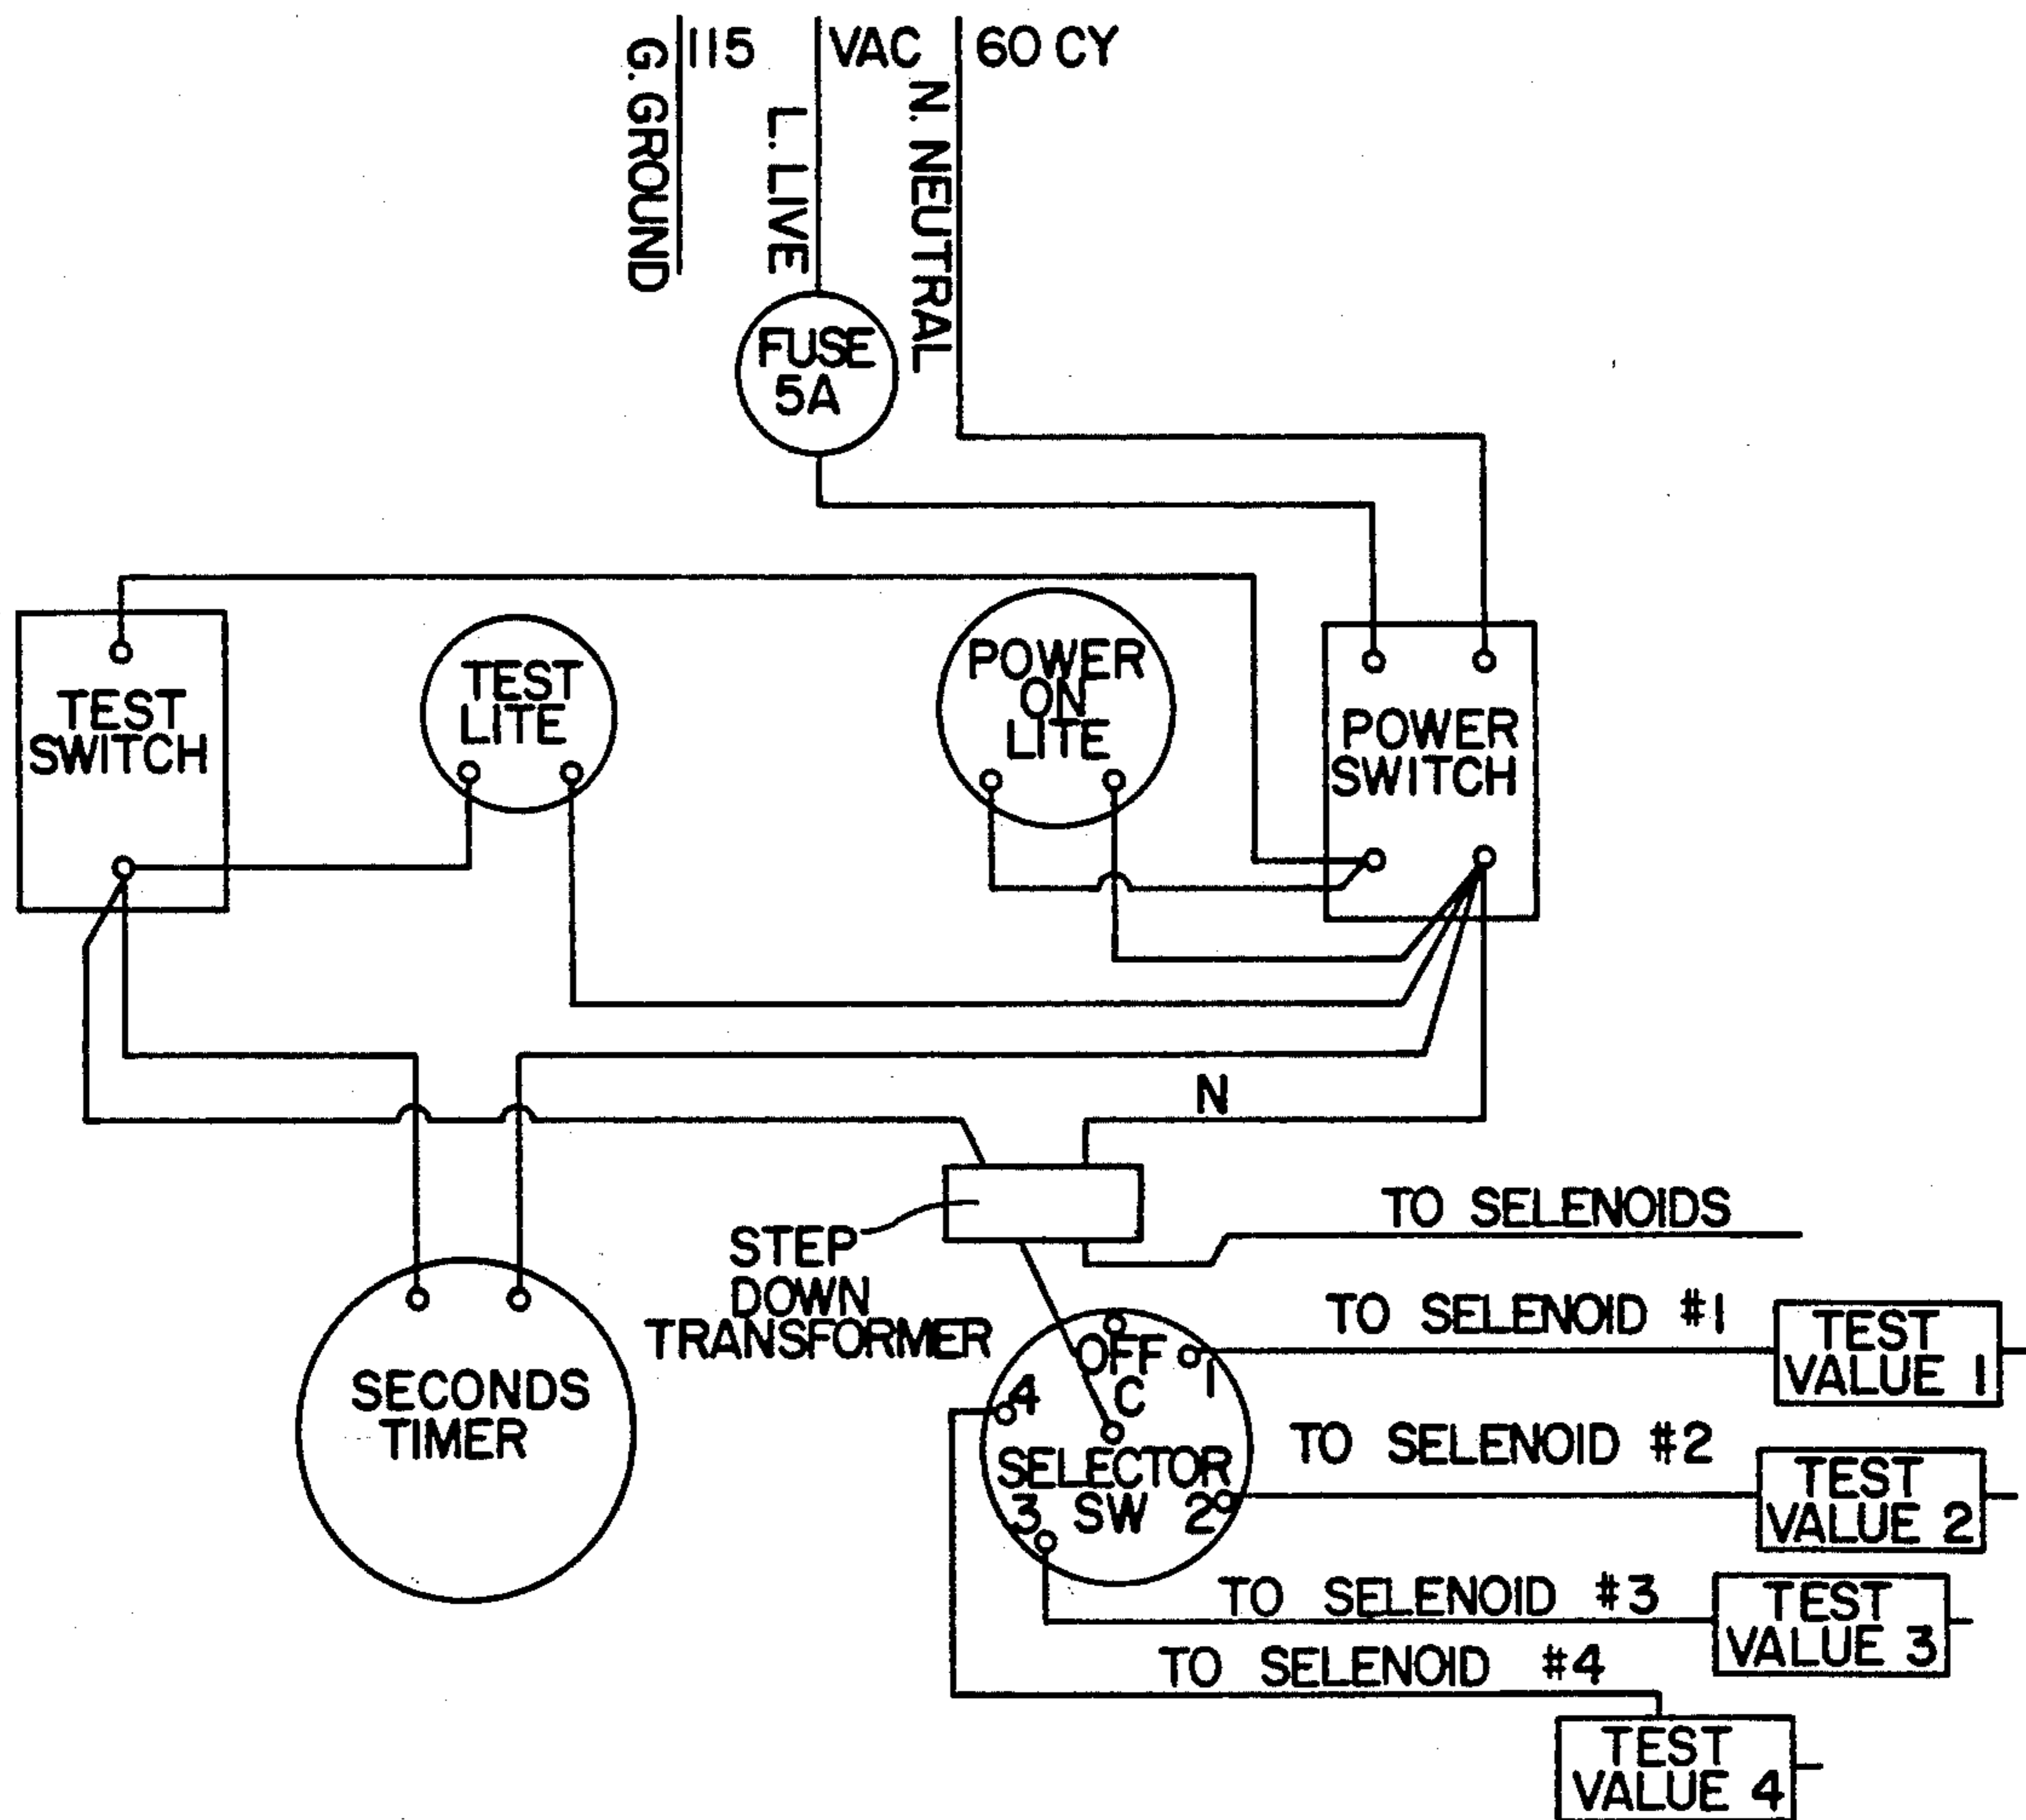 115 VAC 60 CY
G. GROUND
L. LIVE
N. NEUTRAL
FUSE
5A
TEST
SWITCH
TEST
LITE
POWER
ON
LITE
POWER
SWITCH
N
STEP
DOWN
TRANSFORMER
TO SELENOIDS
SECONDS
TIMER
OFF
C
1
4
SELECTOR
SW
3
2
TO SELENOID #1
TEST
VALUE 1
TO SELENOID #2
TEST
VALUE 2
TO SELENOID #3
TEST
VALUE 3
TO SELENOID #4
TEST
VALUE 4